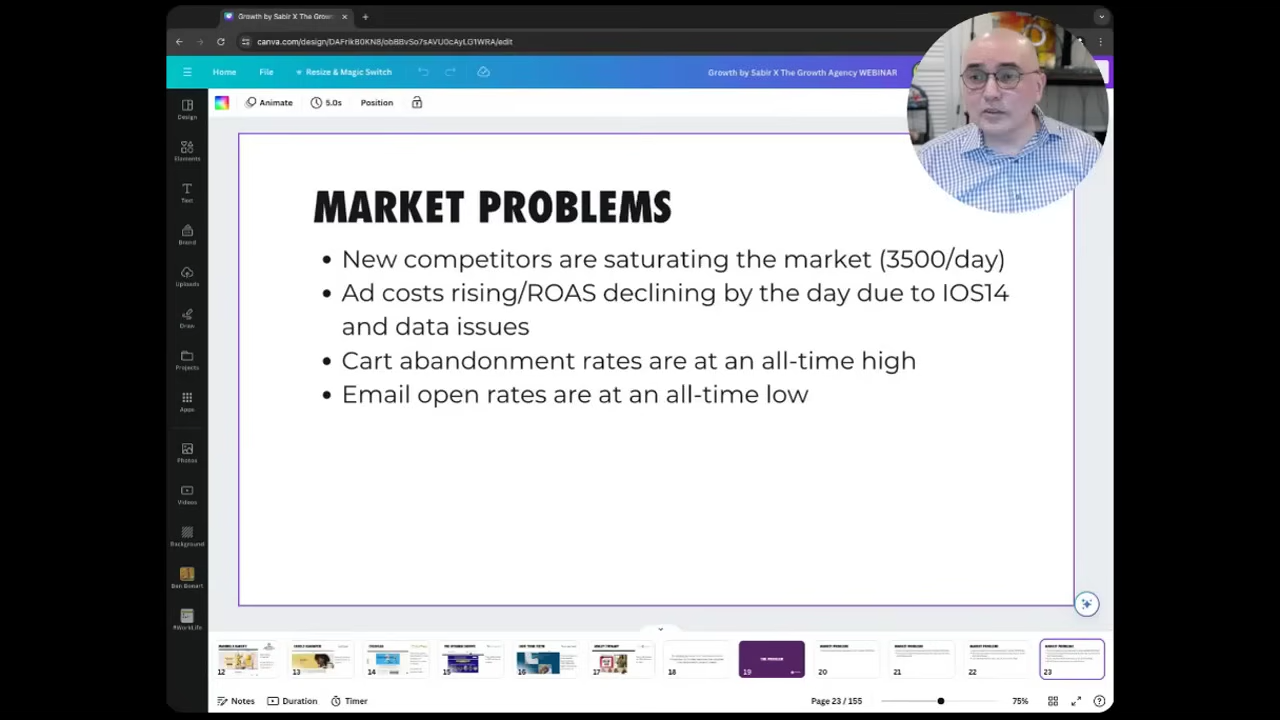 Growth by Sabir X The Growth
canva.com/design/DAFrikB0KN8/obBBvSo7sAVU0cAyLG1WRA/edit
Home
File
Resize & Magic Switch
Growth by Sabir X The Growth Agency WEBINAR
Animate
5.0s
Position
Design
Elements
Text
Brand
Uploads
Draw
Projects
Apps
Photos
Videos
Background
MARKET PROBLEMS
• New competitors are saturating the market (3500/day)
• Ad costs rising/ROAS declining by the day due to IOS14
and data issues
• Cart abandonment rates are at an all-time high
• Email open rates are at an all-time low
12
13
14
15
16
17
18
19
20
21
22
23
THE PROBLEM
Notes
Duration
Timer
Page 23 / 155
75%